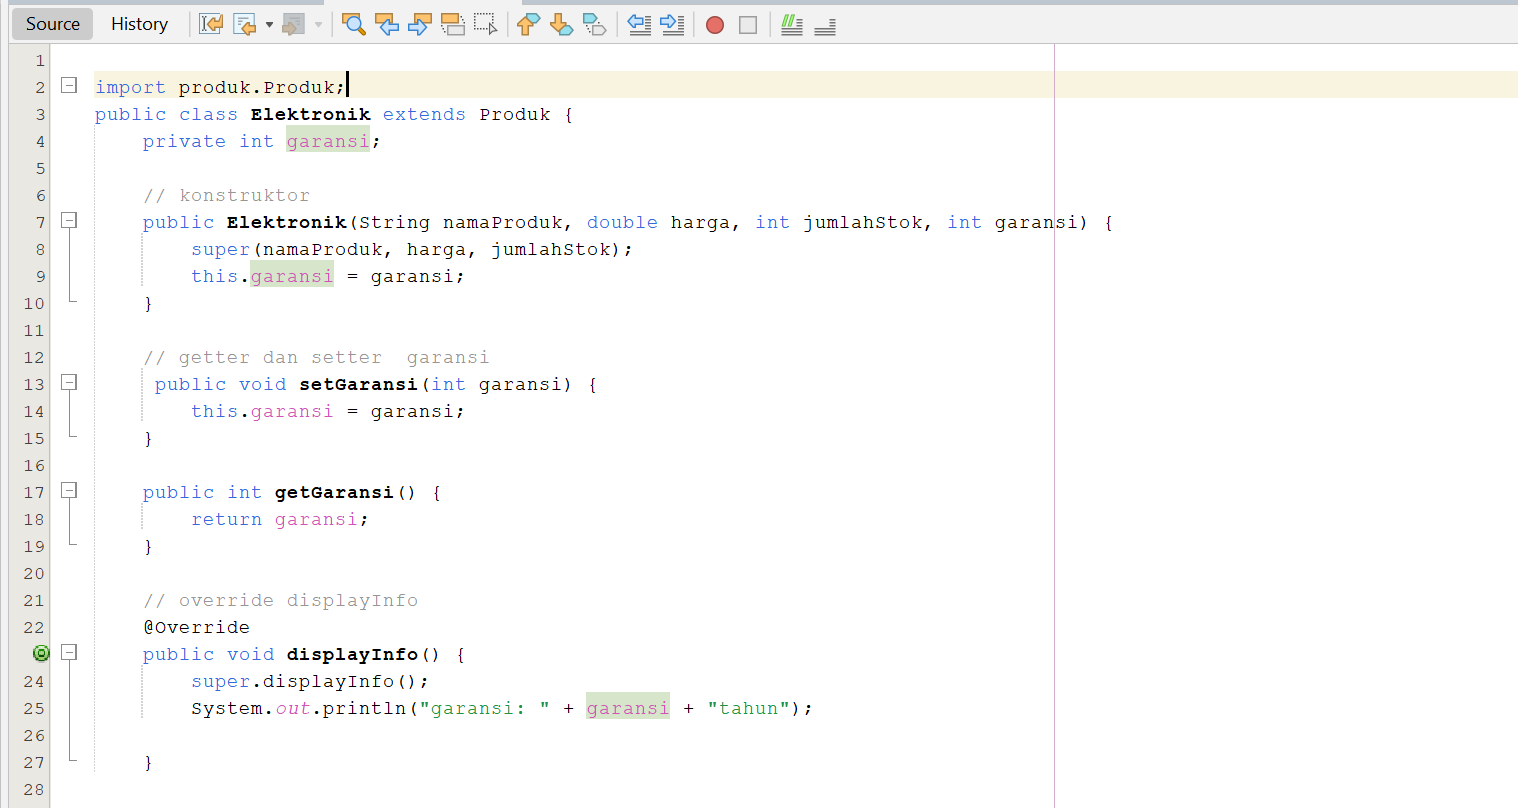 Source History
1
2 import produk.Produk;
3 public class Elektronik extends Produk {
4 private int garansi;
5
6 // konstruktor
7 public Elektronik(String namaProduk, double harga, int jumlahStok, int garansi) {
8 super(namaProduk, harga, jumlahStok);
9 this.garansi = garansi;
10 }
11
12 // getter dan setter  garansi
13 public void setGaransi(int garansi) {
14 this.garansi = garansi;
15 }
16
17 public int getGaransi() {
18 return garansi;
19 }
20
21 // override displayInfo
22 @Override
public void displayInfo() {
24 super.displayInfo();
25 System.out.println("garansi: " + garansi + "tahun");
26
27 }
28